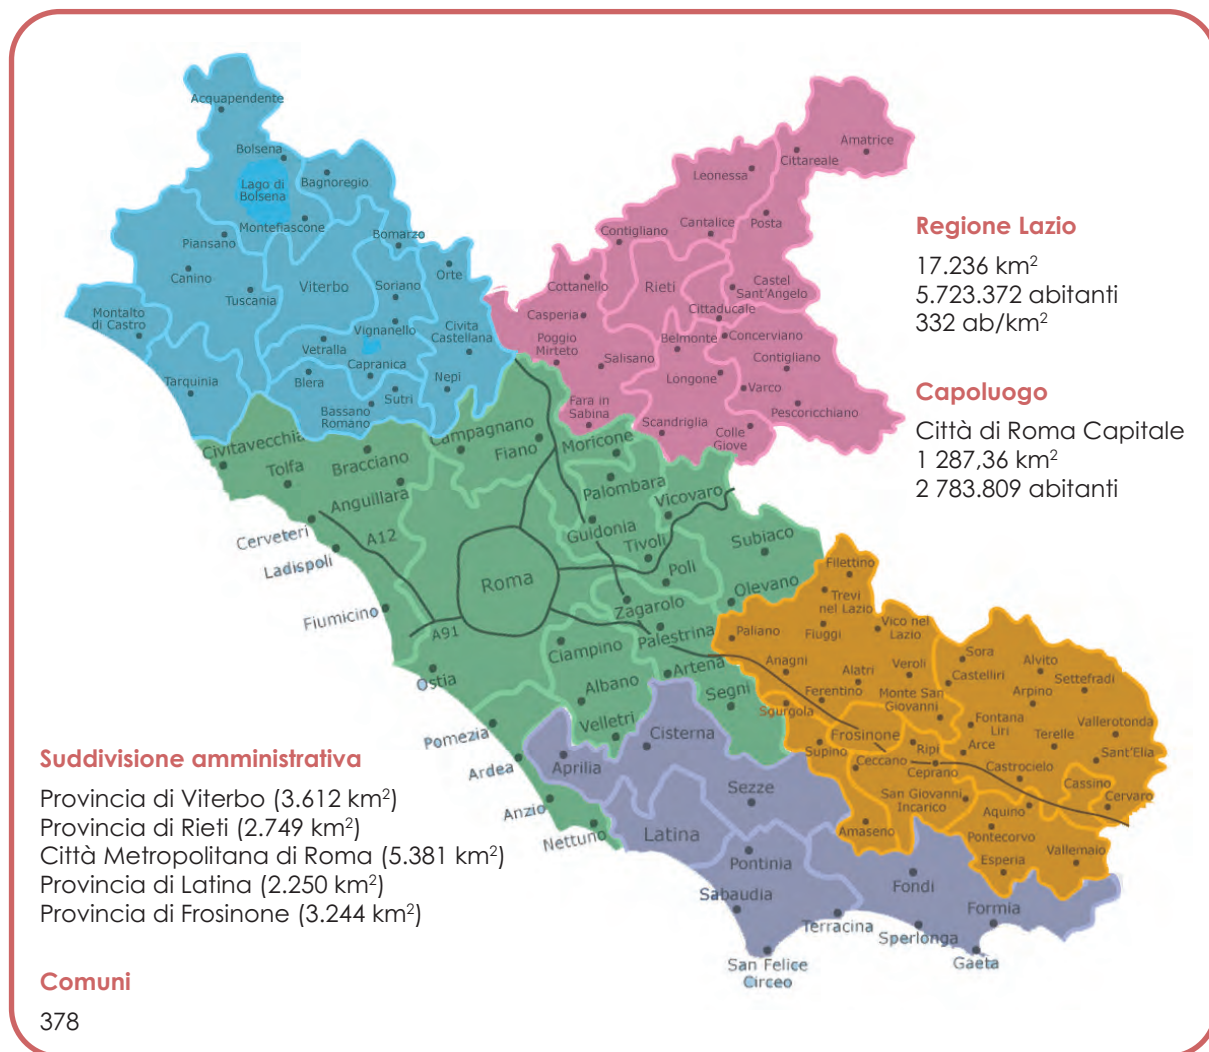 Acquapendente
Bolsena
Lago di
Bolsena
Bagnoregio
Montefiascone
Piansano
Bomarzo
Canino
Orte
Tuscania
Viterbo
Soriano
Montalto
di Castro
Vignanello
Civita
Castellana
Vetralla
Capranica
Tarquinia
Blera
Nepi
Sutri
Bassano
Romano
Amatrice
Cittareale
Leonessa
Cantalice
Posta
Contigliano
Cottanello
Rieti
Castel
Sant'Angelo
Casperia
Cittaducale
Poggio
Mirteto
Belmonte
Concerviano
Salisano
Contigliano
Longone
Varco
Fara in
Sabina
Pescoricchiano
Scandriglia
Colle
Giove
Regione Lazio
17.236 km²
5.723.372 abitanti
332 ab/km²
Capoluogo
Città di Roma Capitale
1 287,36 km²
2 783.809 abitanti
Civitavecchia
Tolfa
Bracciano
Campagnano
Fiano
Moricone
Anguillara
Palombara
Vicovaro
Cerveteri
A12
Guidonia
Tivoli
Subiaco
Ladispoli
Roma
Poli
Olevano
Fiumicino
Zagarolo
A91
Ciampino
Palestrina
Ostia
Artena
Albano
Segni
Velletri
Pomezia
Ardea
Anzio
Nettuno
Filettino
Trevi
nel Lazio
Paliano
Fiuggi
Vico nel
Lazio
Anagni
Alatri
Veroli
Sora
Castelliri
Alvito
Settefradi
Ferentino
Monte San
Giovanni
Arpino
Sgurgola
Fontana
Liri
Vallerotonda
Frosinone
Terelle
Supino
Ripi
Arce
Sant'Elia
Ceccano
Ceprano
Castrocielo
Cassino
San Giovanni
Incarico
Aquino
Cervaro
Amaseno
Pontecorvo
Esperia
Vallemaio
Cisterna
Aprilia
Sezze
Latina
Pontinia
Fondi
Sabaudia
Formia
Terracina
Sperlonga
San Felice
Circeo
Gaeta
Suddivisione amministrativa
Provincia di Viterbo (3.612 km²)
Provincia di Rieti (2.749 km²)
Città Metropolitana di Roma (5.381 km²)
Provincia di Latina (2.250 km²)
Provincia di Frosinone (3.244 km²)
Comuni
378